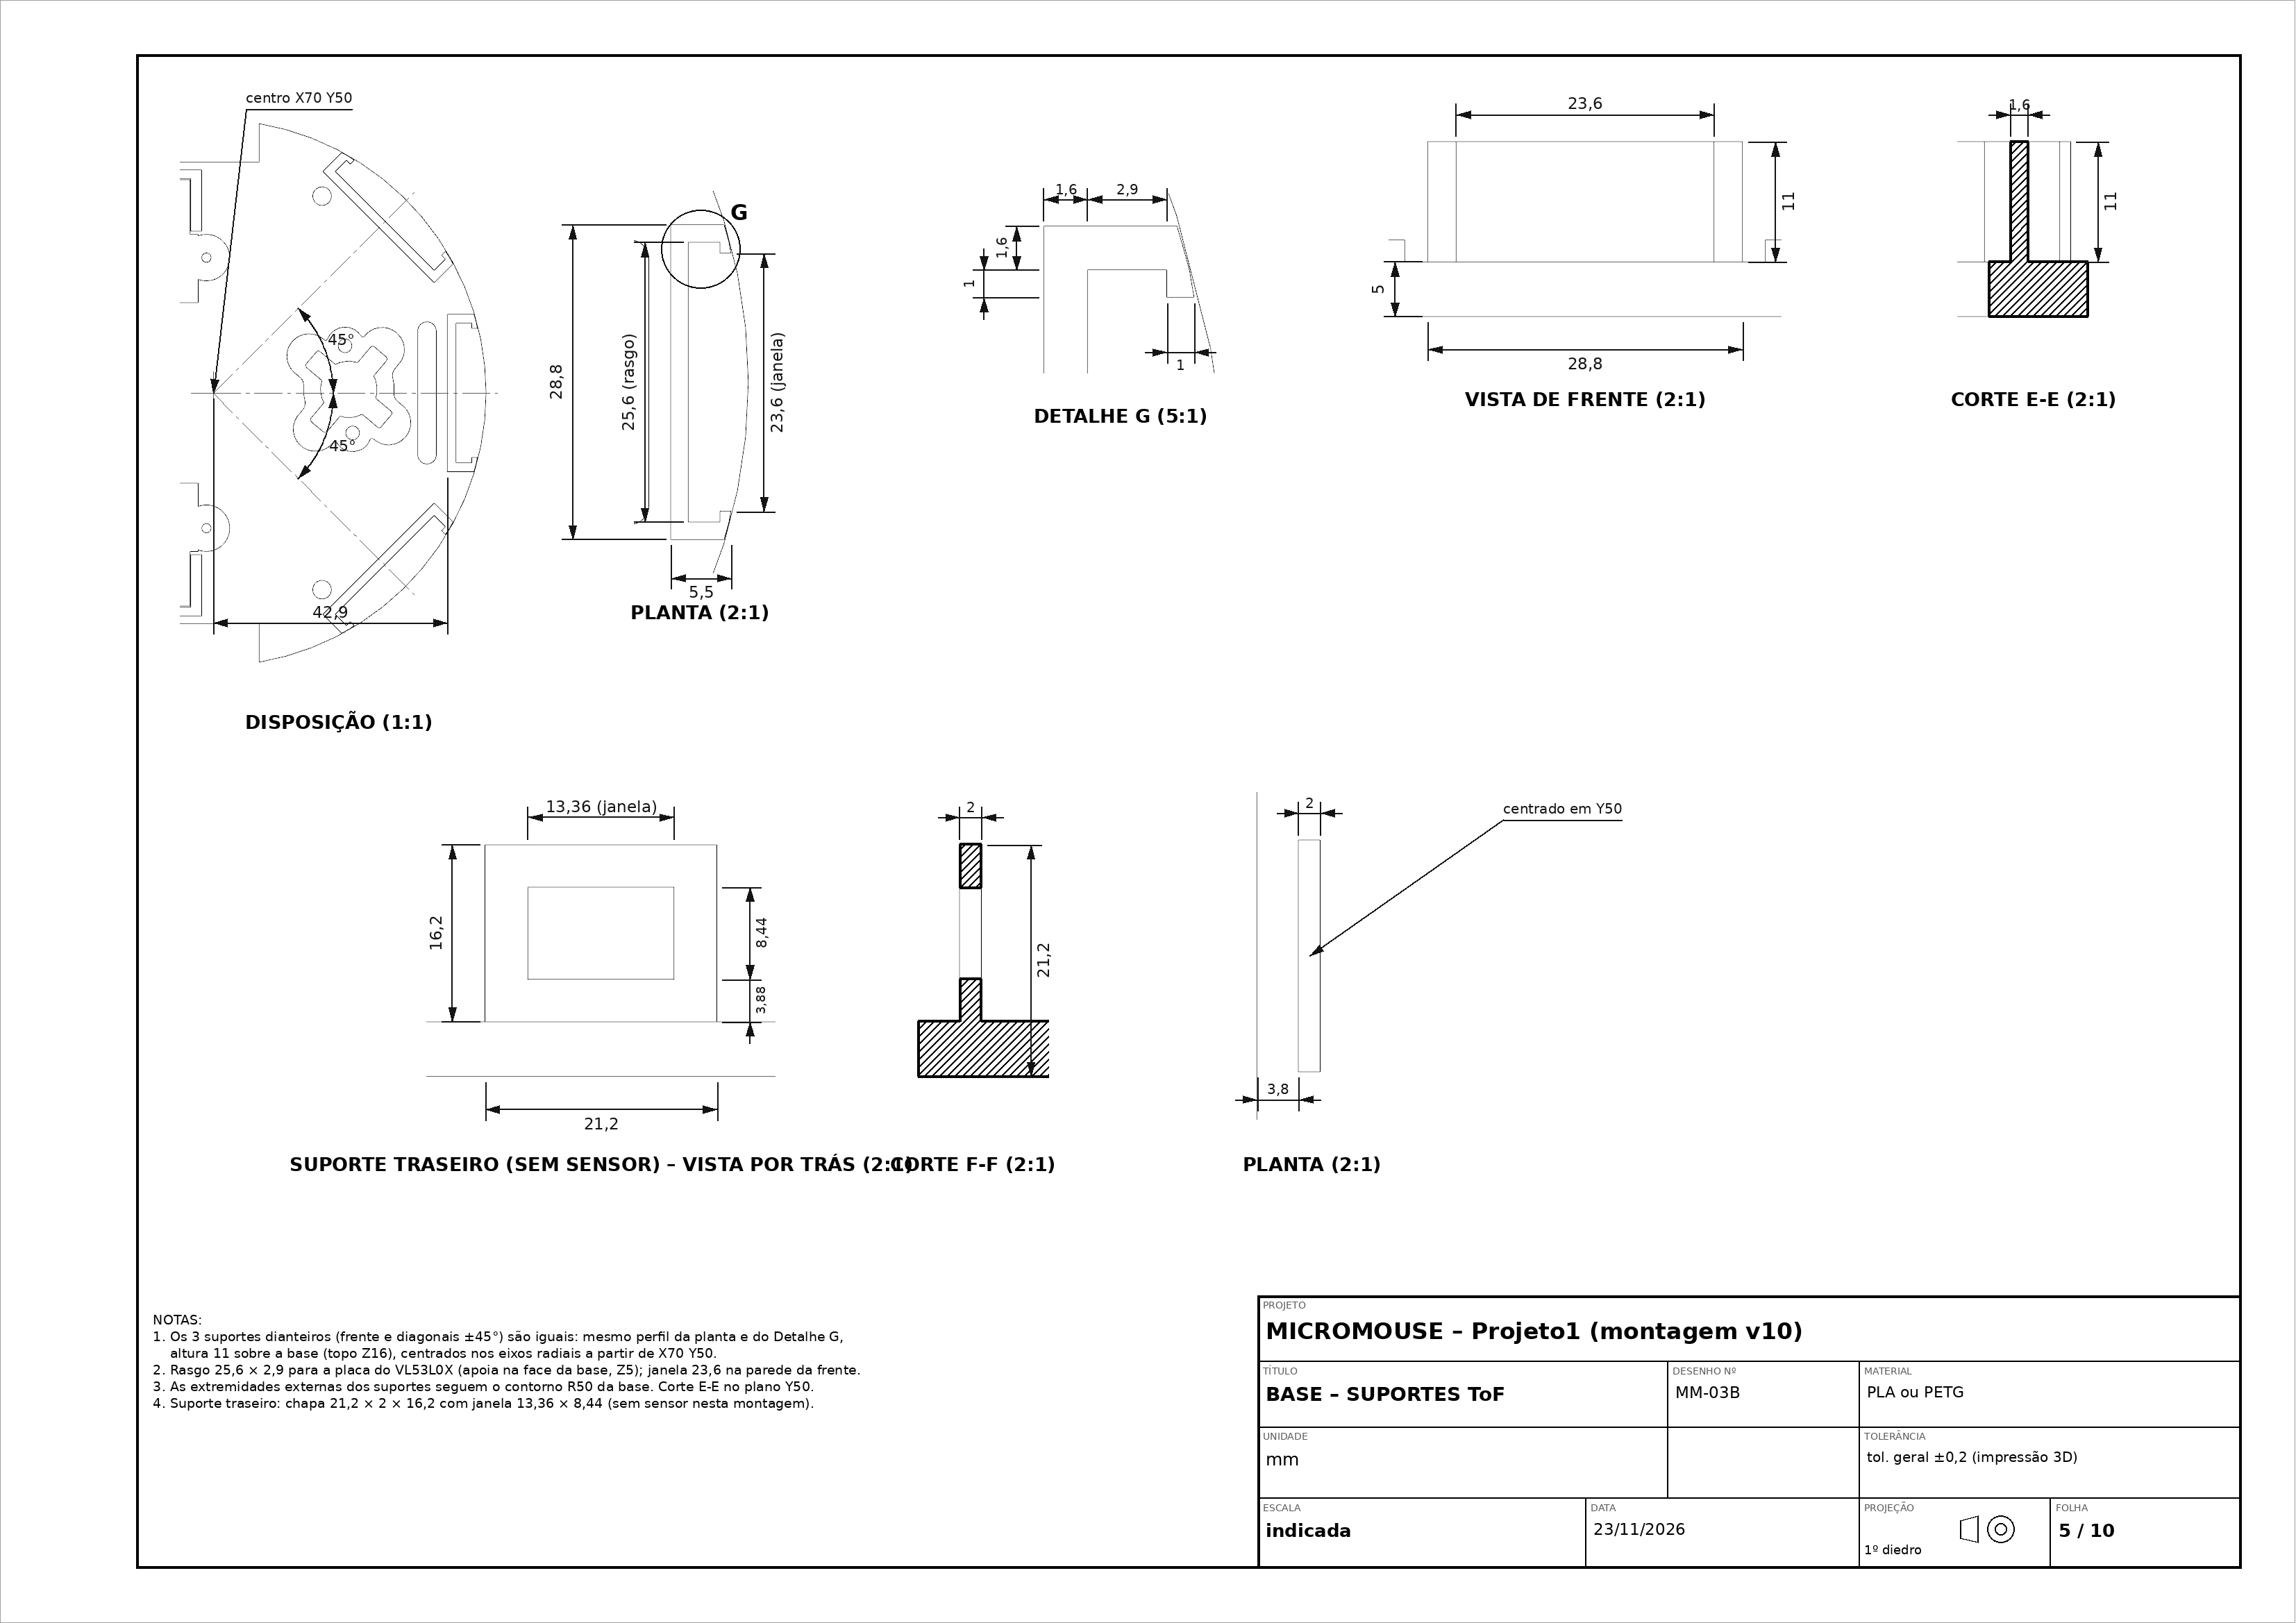 centro X70 Y50
45°
45°
42,9
DISPOSIÇÃO (1:1)
G
28,8
25,6 (rasgo)
23,6 (janela)
5,5
PLANTA (2:1)
1,6
2,9
1,6
1
1
DETALHE G (5:1)
23,6
11
5
28,8
VISTA DE FRENTE (2:1)
1,6
11
CORTE E-E (2:1)
13,36 (janela)
16,2
8,44
3,88
21,2
SUPORTE TRASEIRO (SEM SENSOR) – VISTA POR TRÁS (2:1)
2
21,2
CORTE F-F (2:1)
2
centrado em Y50
3,8
PLANTA (2:1)
NOTAS:
1. Os 3 suportes dianteiros (frente e diagonais ±45°) são iguais: mesmo perfil da planta e do Detalhe G,
altura 11 sobre a base (topo Z16), centrados nos eixos radiais a partir de X70 Y50.
2. Rasgo 25,6 × 2,9 para a placa do VL53L0X (apoia na face da base, Z5); janela 23,6 na parede da frente.
3. As extremidades externas dos suportes seguem o contorno R50 da base. Corte E-E no plano Y50.
4. Suporte traseiro: chapa 21,2 × 2 × 16,2 com janela 13,36 × 8,44 (sem sensor nesta montagem).
PROJETO
MICROMOUSE – Projeto1 (montagem v10)
TÍTULO
BASE – SUPORTES ToF
DESENHO Nº
MM-03B
MATERIAL
PLA ou PETG
UNIDADE
mm
TOLERÂNCIA
tol. geral ±0,2 (impressão 3D)
ESCALA
indicada
DATA
23/11/2026
PROJEÇÃO
1º diedro
FOLHA
5 / 10